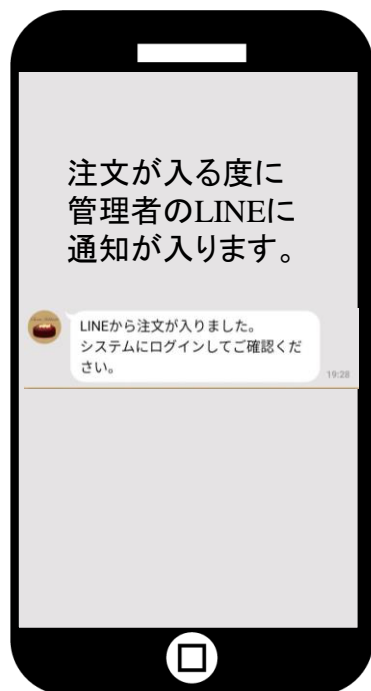 注文が入る度に
管理者のLINEに
通知が入ります。
LINEから注文が入りました。
システムにログインしてご確認くだ
さい。
19:28